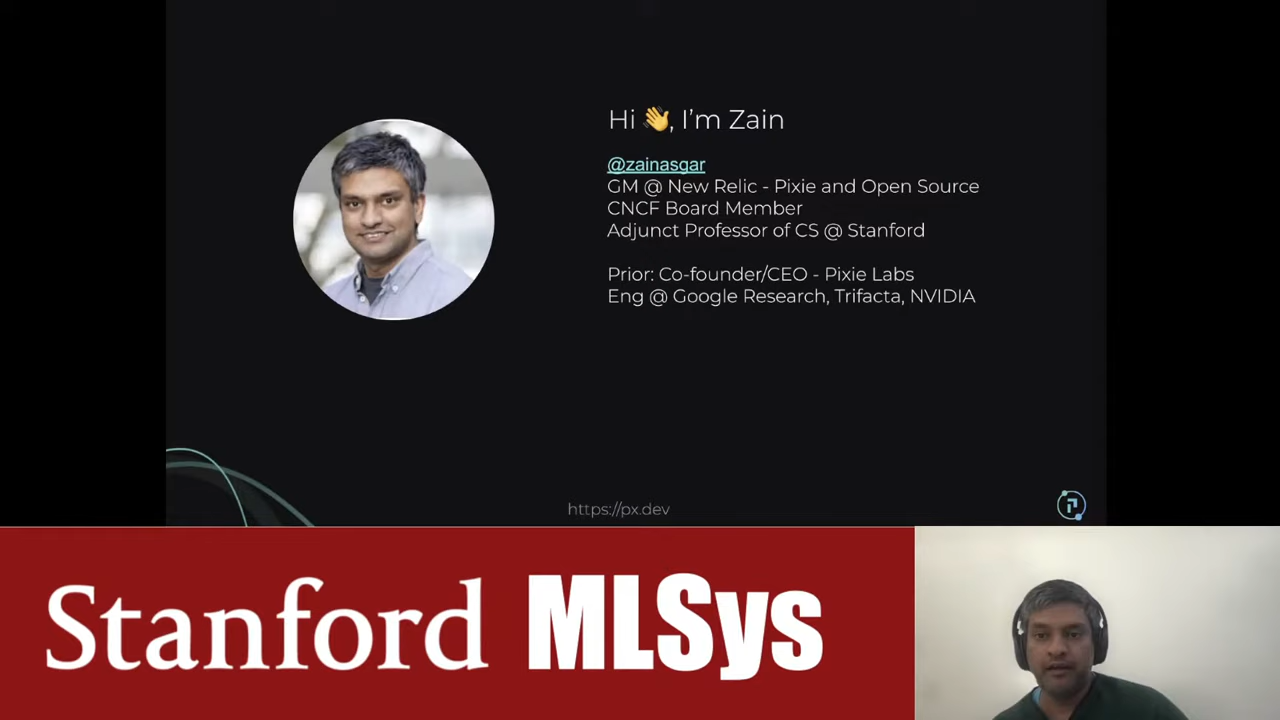 Hi 👋, I'm Zain
@zainasgar
GM @ New Relic - Pixie and Open Source
CNCF Board Member
Adjunct Professor of CS @ Stanford
Prior: Co-founder/CEO - Pixie Labs
Eng @ Google Research, Trifacta, NVIDIA
https://px.dev
Stanford MLSys